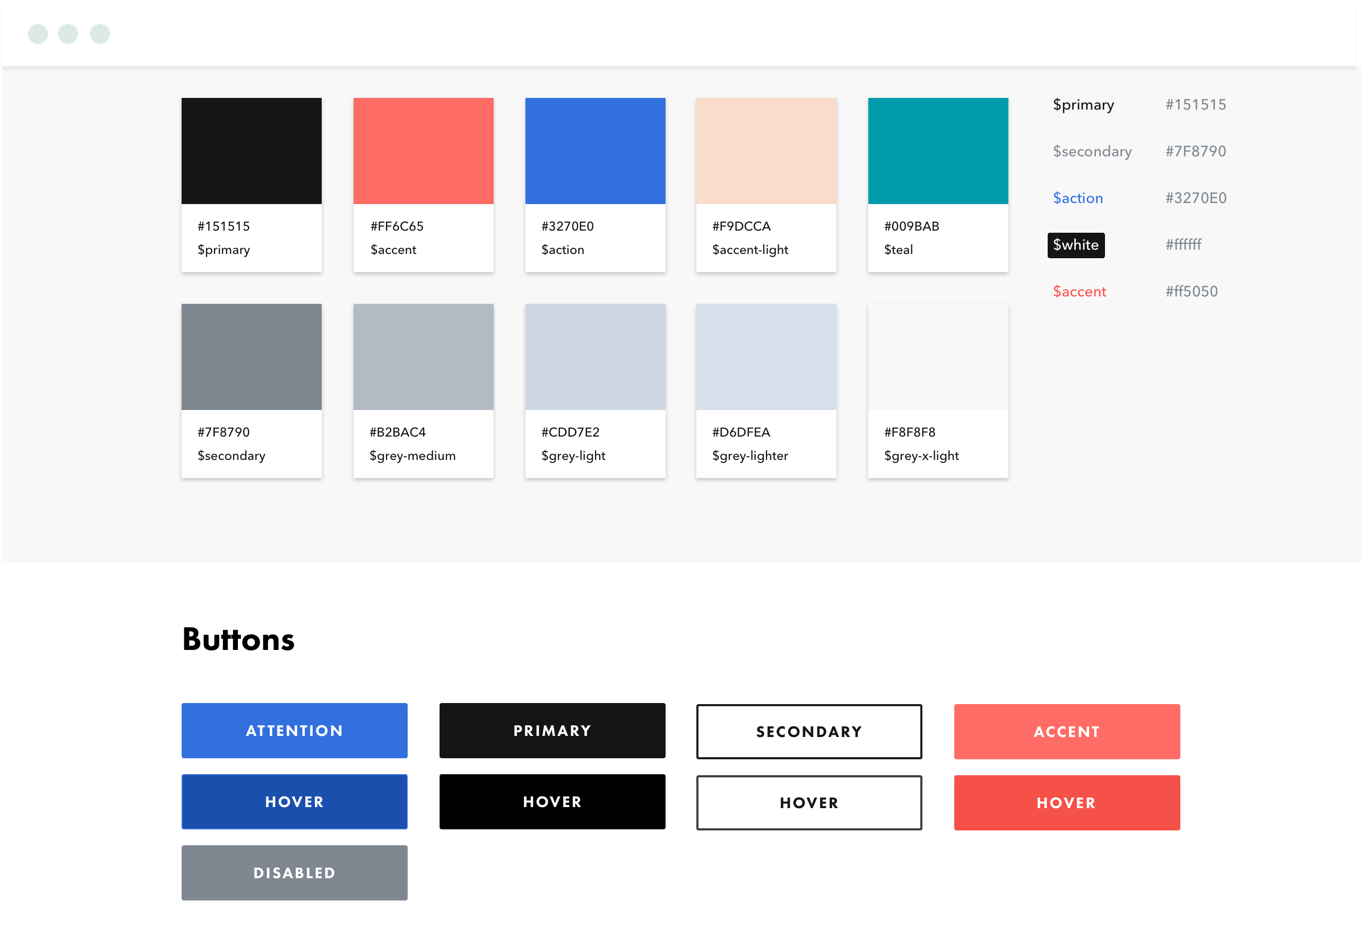 #151515
$primary
#FF6C65
$accent
#3270E0
$action
#F9DCCA
$accent-light
#009BAB
$teal
$primary #151515
$secondary #7F8790
$action #3270E0
$white #ffffff
$accent #ff5050
#7F8790
$secondary
#B2BAC4
$grey-medium
#CDD7E2
$grey-light
#D6DFEA
$grey-lighter
#F8F8F8
$grey-x-light
Buttons
ATTENTION
PRIMARY
SECONDARY
ACCENT
HOVER
HOVER
HOVER
HOVER
DISABLED